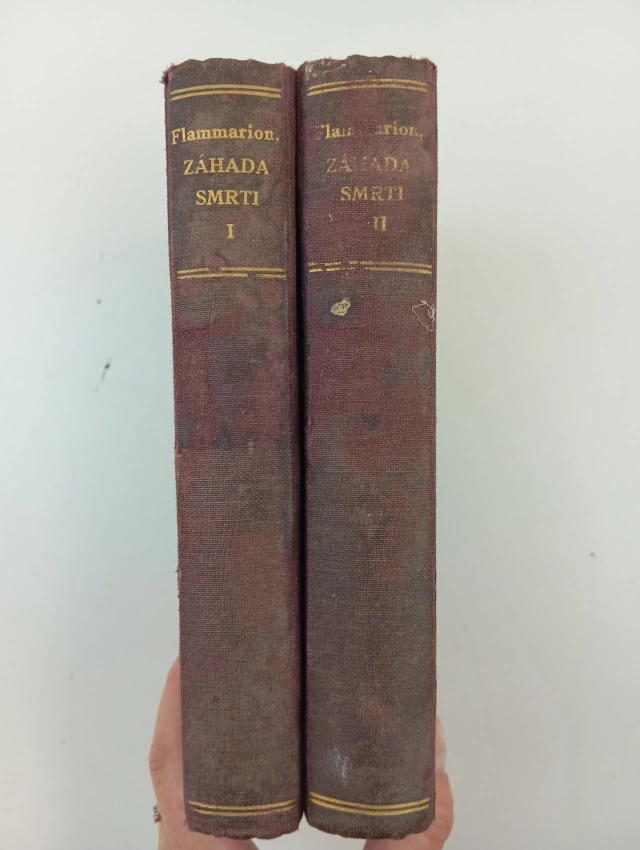 Flammarion,
ZÁHADA
SMRTI
I
Flammarion,
ZÁHADA
SMRTI
II